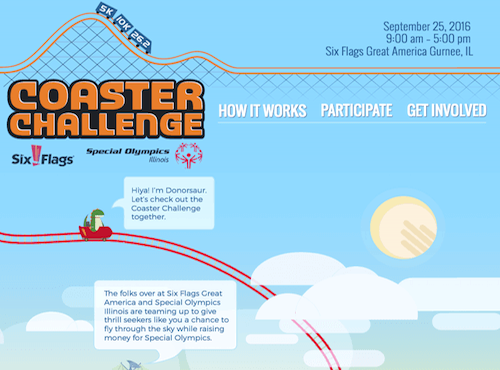 5K 10K 26.2
September 25, 2016
9:00 am – 5:00 pm
Six Flags Great America Gurnee, IL
COASTER
CHALLENGE
HOW IT WORKS PARTICIPATE GET INVOLVED
Six Flags
Special Olympics
Illinois
Hiya! I'm Donorsaur.
Let's check out the
Coaster Challenge
together.
The folks over at Six Flags Great
America and Special Olympics
Illinois are teaming up to give
thrill seekers like you a chance to
fly through the sky while raising
money for Special Olympics.